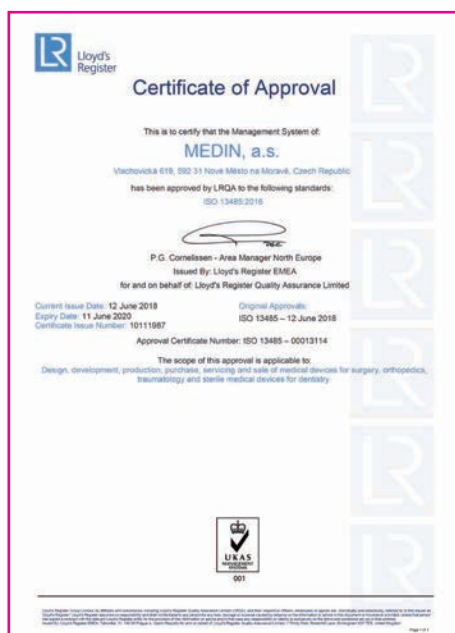 LR
Lloyd's
Register
Certificate of Approval
This is to certify that the Management System of:
MEDIN, a.s.
Vlachovická 619, 592 31 Nové Město na Moravě, Czech Republic
has been approved by LRQA to the following standards:
ISO 13485:2016
P.G. Cornelissen - Area Manager North Europe
Issued By: Lloyd's Register EMEA
for and on behalf of: Lloyd's Register Quality Assurance Limited
Current Issue Date: 12 June 2018
Expiry Date: 11 June 2020
Certificate Issue Number: 10111987
Original Approvals:
ISO 13485 – 12 June 2018
Approval Certificate Number: ISO 13485 – 00013114
The scope of this approval is applicable to:
Design, development, production, purchase, servicing and sale of medical devices for surgery, orthopedics,
traumatology and sterile medical devices for dentistry.
UKAS
MANAGEMENT
SYSTEMS
001
Page 1 of 1